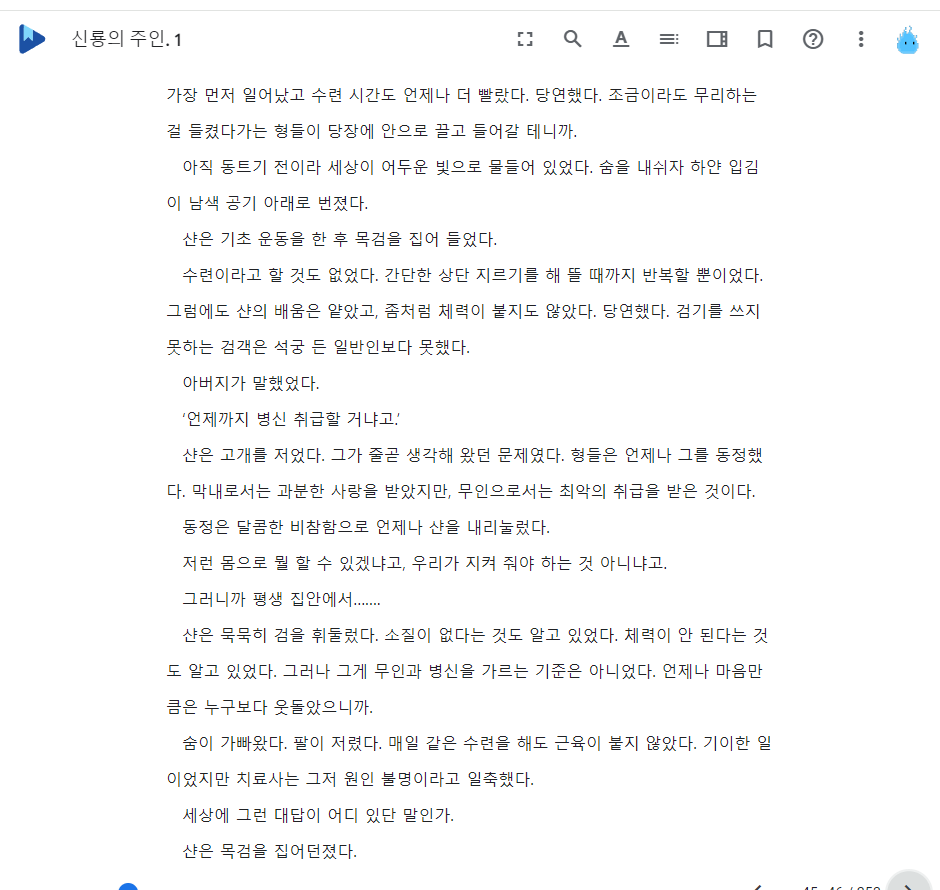 신룡의 주인. 1
가장 먼저 일어났고 수련 시간도 언제나 더 빨랐다. 당연했다. 조금이라도 무리하는
걸 들켰다가는 형들이 당장에 안으로 끌고 들어갈 테니까.
아직 동트기 전이라 세상이 어두운 빛으로 물들어 있었다. 숨을 내쉬자 하얀 입김
이 남색 공기 아래로 번졌다.
샨은 기초 운동을 한 후 목검을 집어 들었다.
수련이라고 할 것도 없었다. 간단한 상단 지르기를 해 뜰 때까지 반복할 뿐이었다.
그럼에도 샨의 배움은 얕았고, 좀처럼 체력이 붙지도 않았다. 당연했다. 검기를 쓰지
못하는 검객은 석궁 든 일반인보다 못했다.
아버지가 말했었다.
‘언제까지 병신 취급할 거냐고.’
샨은 고개를 저었다. 그가 줄곧 생각해 왔던 문제였다. 형들은 언제나 그를 동정했
다. 막내로서는 과분한 사랑을 받았지만, 무인으로서는 최악의 취급을 받은 것이다.
동정은 달콤한 비참함으로 언제나 샨을 내리눌렀다.
저런 몸으로 뭘 할 수 있겠냐고, 우리가 지켜 줘야 하는 것 아니냐고.
그러니까 평생 집안에서…….
샨은 묵묵히 검을 휘둘렀다. 소질이 없다는 것도 알고 있었다. 체력이 안 된다는 것
도 알고 있었다. 그러나 그게 무인과 병신을 가르는 기준은 아니었다. 언제나 마음만
큼은 누구보다 웃돌았으니까.
숨이 가빠왔다. 팔이 저렸다. 매일 같은 수련을 해도 근육이 붙지 않았다. 기이한 일
이었지만 치료사는 그저 원인 불명이라고 일축했다.
세상에 그런 대답이 어디 있단 말인가.
샨은 목검을 집어던졌다.